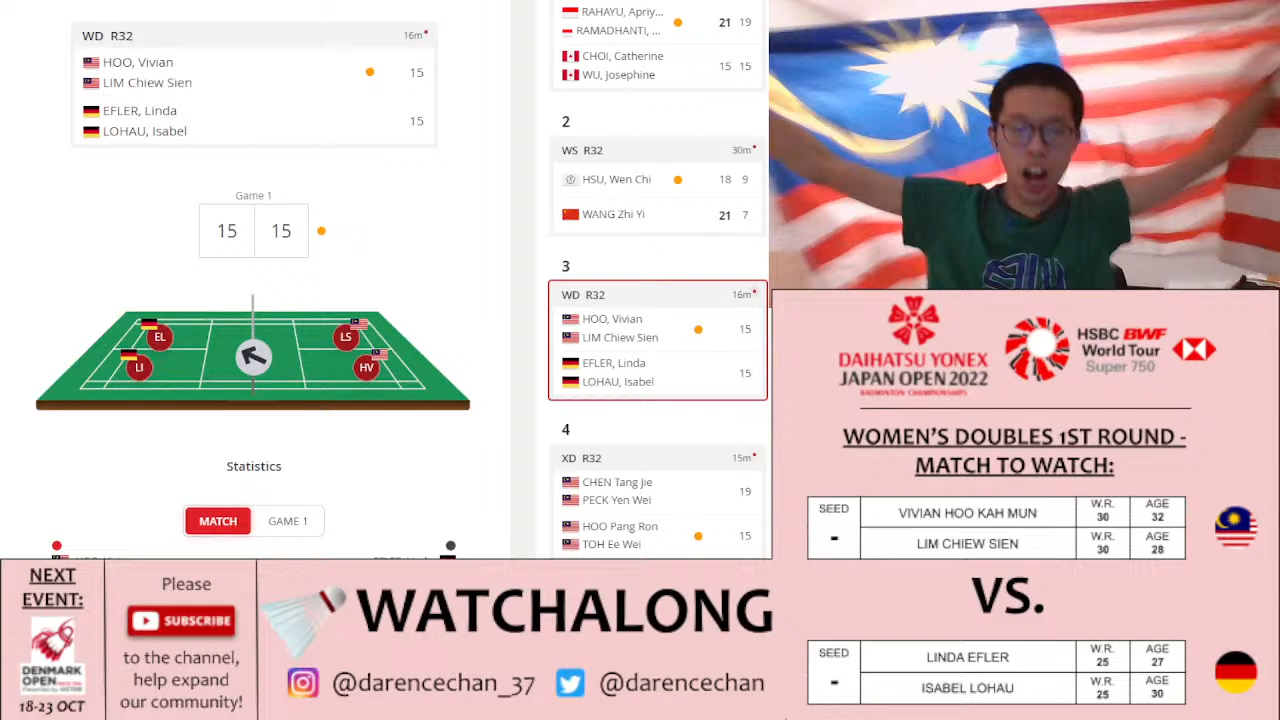 WD R32 16m
HOO, Vivian
LIM Chiew Sien
15
EFLER, Linda
LOHAU, Isabel
15
Game 1
15 15
EL
LI
LS
HV
Statistics
MATCH GAME 1
RAHAYU, Apriy...
RAMADHANTI, ...
21 19
CHOI, Catherine
WU, Josephine
15 15
2
WS R32 30m
HSU, Wen Chi 18 9
WANG Zhi Yi 21 7
3
WD R32 16m
HOO, Vivian
LIM Chiew Sien
15
EFLER, Linda
LOHAU, Isabel
15
4
XD R32 15m
CHEN Tang Jie
PECK Yen Wei
19
HOO Pang Ron
TOH Ee Wei
15
DAIHATSU YONEX
JAPAN OPEN 2022
BADMINTON CHAMPIONSHIPS
HSBC BWF
World Tour
Super 750
WOMEN'S DOUBLES 1ST ROUND -
MATCH TO WATCH:
SEED VIVIAN HOO KAH MUN W.R. 30 AGE 32
- LIM CHIEW SIEN W.R. 30 AGE 28
VS.
SEED LINDA EFLER W.R. 25 AGE 27
- ISABEL LOHAU W.R. 25 AGE 30
NEXT
EVENT:
DENMARK
OPEN
18-23 OCT
Please
SUBSCRIBE
to the channel,
help expand
our community!
WATCHALONG
@darencechan_37
@darencechan